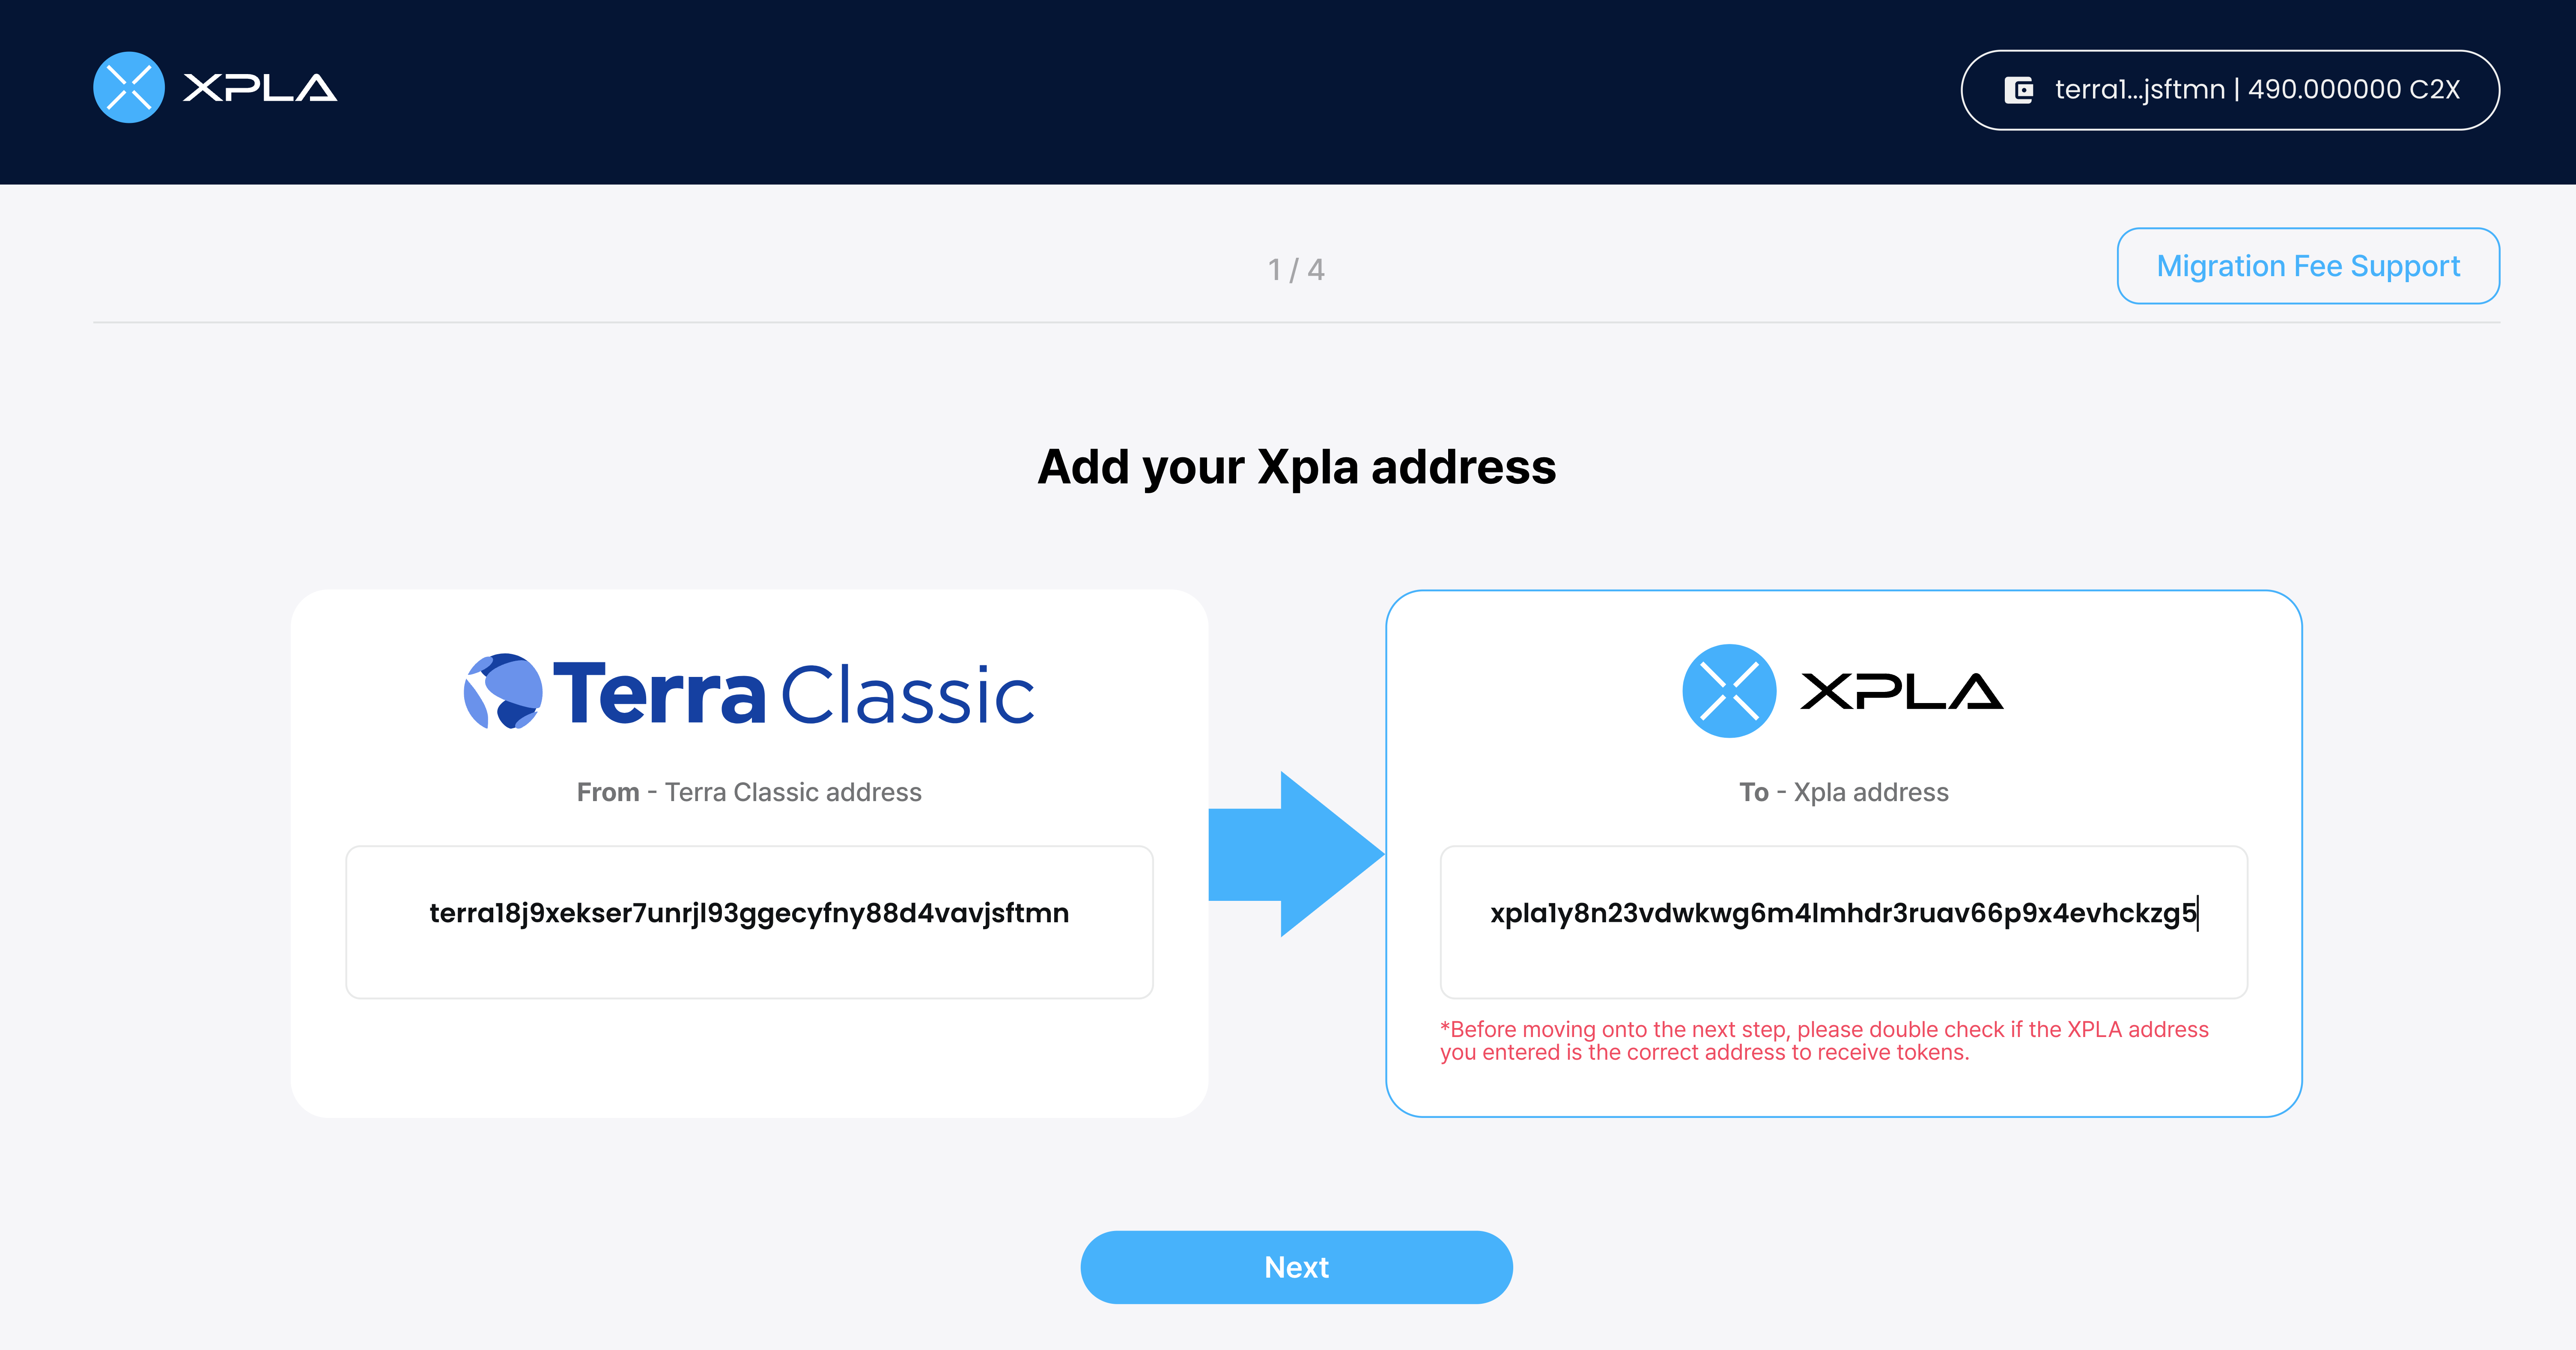 XPLA
terra1...jsftmn | 490.000000 C2X
1 / 4
Migration Fee Support
Add your Xpla address
Terra Classic
From - Terra Classic address
terra18j9xekser7unrjl93ggecyfny88d4vavjsftmn
XPLA
To - Xpla address
xpla1y8n23vdwkwg6m4lmhdr3ruav66p9x4evhckzg5
*Before moving onto the next step, please double check if the XPLA address
you entered is the correct address to receive tokens.
Next